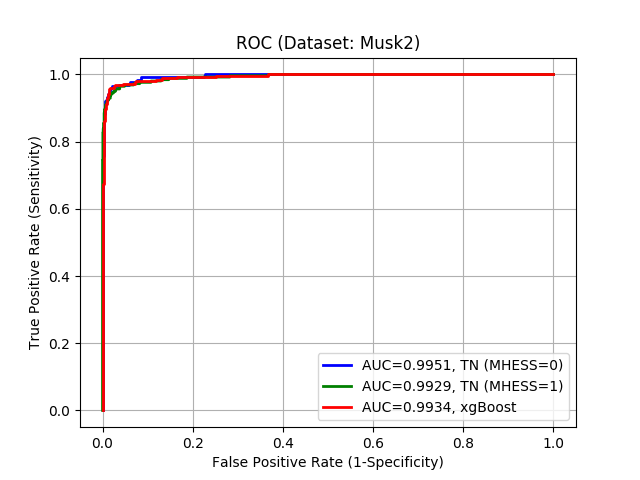 ROC (Dataset: Musk2)
True Positive Rate (Sensitivity)
1.0
0.8
0.6
0.4
0.2
0.0
AUC=0.9951, TN (MHESS=0)
AUC=0.9929, TN (MHESS=1)
AUC=0.9934, xgBoost
0.0 0.2 0.4 0.6 0.8 1.0
False Positive Rate (1-Specificity)